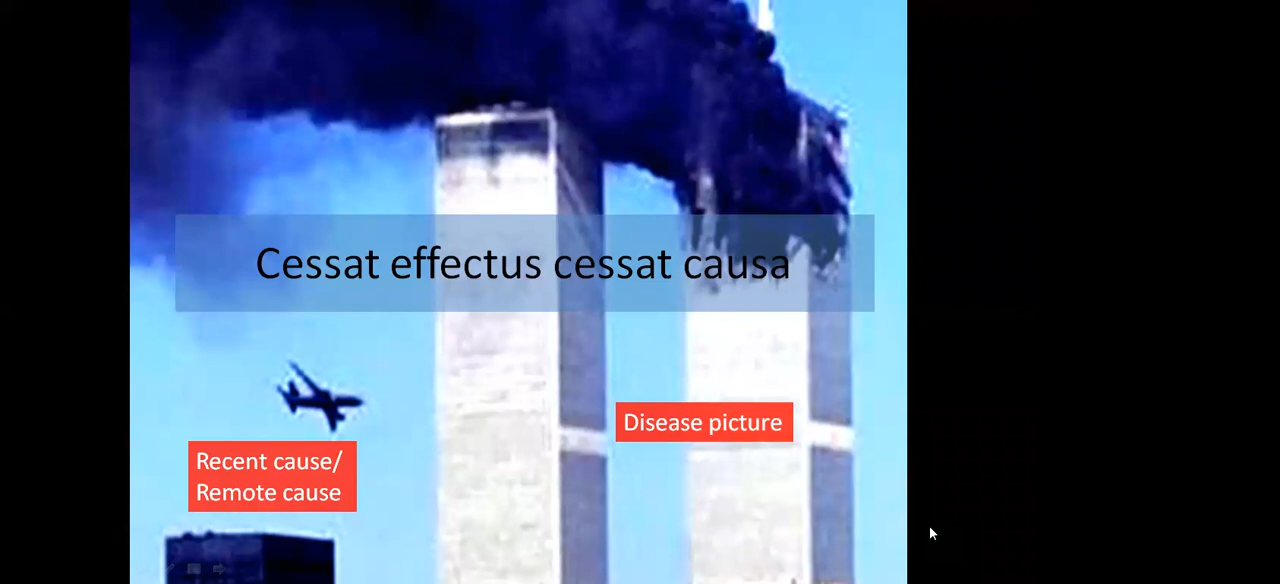 Cessat effectus cessat causa
Disease picture
Recent cause/
Remote cause